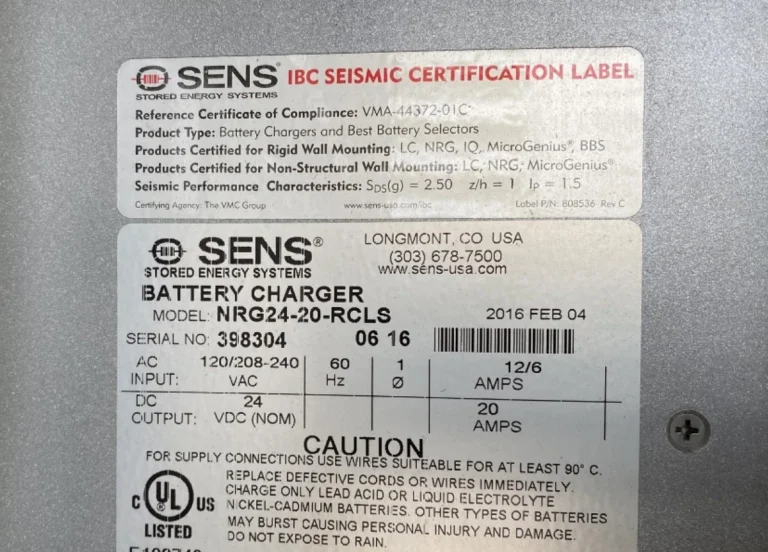 SENS® IBC SEISMIC CERTIFICATION LABEL
STORED ENERGY SYSTEMS
Reference Certificate of Compliance: VMA-44372-01C
Product Type: Battery Chargers and Best Battery Selectors
Products Certified for Rigid Wall Mounting: LC, NRG, IQ, MicroGenius®, BBS
Products Certified for Non-Structural Wall Mounting: LC, NRG, MicroGenius®
Seismic Performance Characteristics: SDS(g) = 2.50 z/h = 1 IP = 1.5
Certifying Agency: The VMC Group www.sens-usa.com/ibc Label P/N: 808536 Rev C
SENS®
STORED ENERGY SYSTEMS
LONGMONT, CO USA
(303) 678-7500
www.sens-usa.com
BATTERY CHARGER
MODEL: NRG24-20-RCLS 2016 FEB 04
SERIAL NO: 398304 06 16
AC 120/208-240 60 1 12/6
INPUT: VAC Hz Ø AMPS
DC 24 20
OUTPUT: VDC (NOM) AMPS
CAUTION
FOR SUPPLY CONNECTIONS USE WIRES SUITEABLE FOR AT LEAST 90° C.
REPLACE DEFECTIVE CORDS OR WIRES IMMEDIATELY.
CHARGE ONLY LEAD ACID OR LIQUID ELECTROLYTE
NICKEL-CADMIUM BATTERIES. OTHER TYPES OF BATTERIES
MAY BURST CAUSING PERSONAL INJURY AND DAMAGE.
DO NOT EXPOSE TO RAIN.
C UL US
LISTED